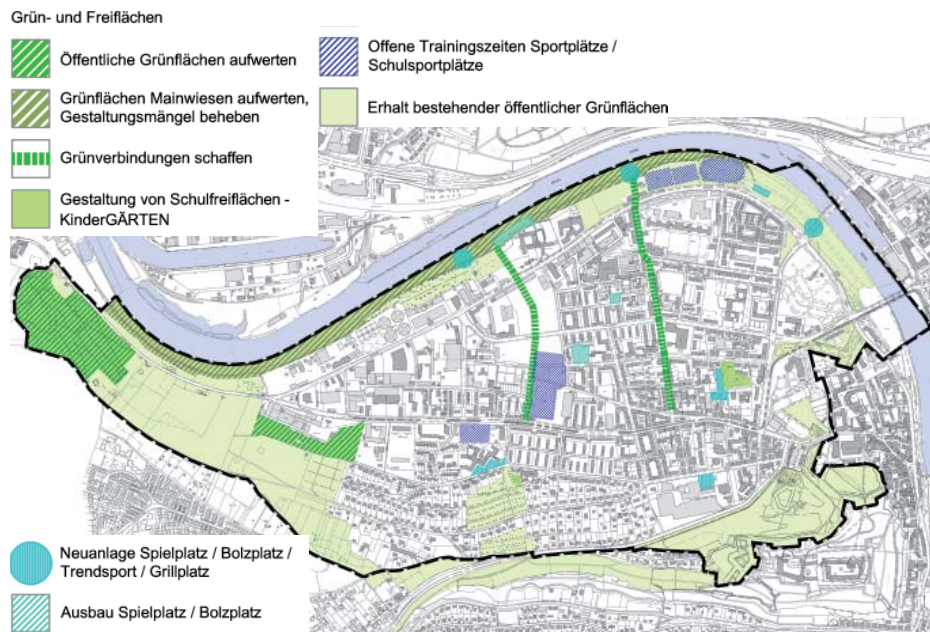 Grün- und Freiflächen
Öffentliche Grünflächen aufwerten
Grünflächen Mainwiesen aufwerten,
Gestaltungsmängel beheben
Grünverbindungen schaffen
Gestaltung von Schulfreiflächen -
KinderGÄRTEN
Offene Trainingszeiten Sportplätze /
Schulsportplätze
Erhalt bestehender öffentlicher Grünflächen
Neuanlage Spielplatz / Bolzplatz /
Trendsport / Grillplatz
Ausbau Spielplatz / Bolzplatz